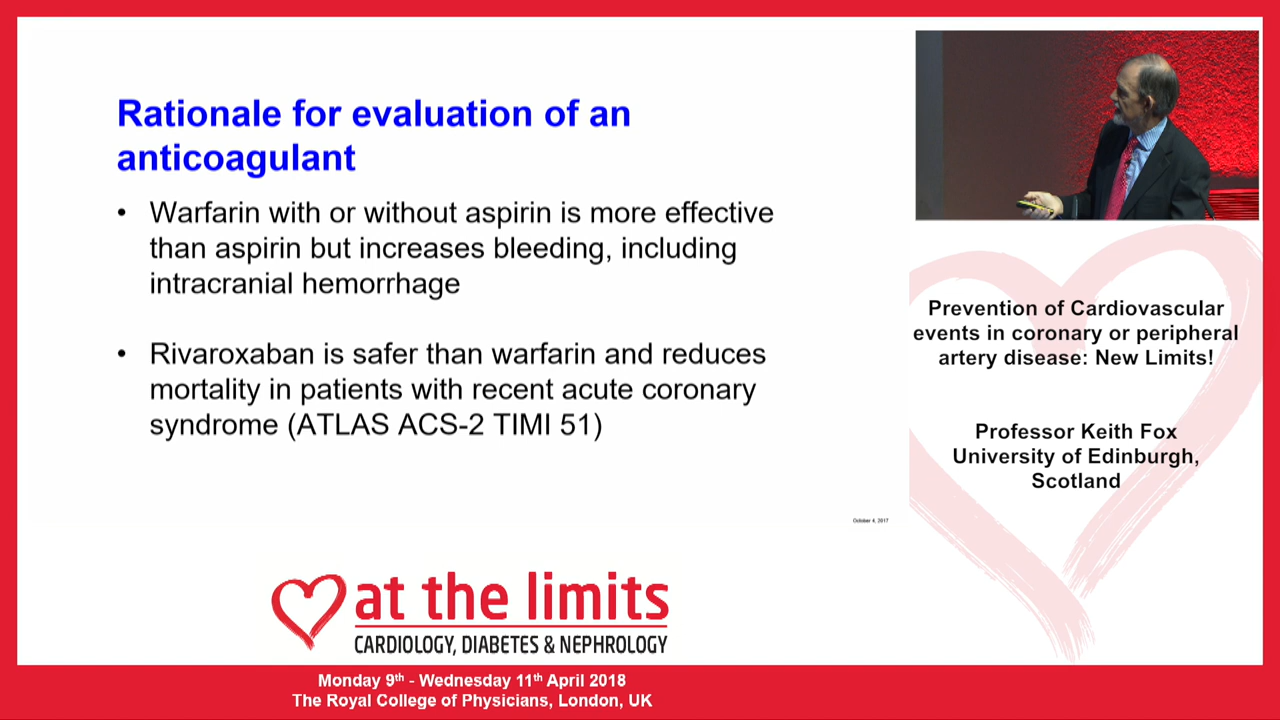 Rationale for evaluation of an
anticoagulant
• Warfarin with or without aspirin is more effective
than aspirin but increases bleeding, including
intracranial hemorrhage
• Rivaroxaban is safer than warfarin and reduces
mortality in patients with recent acute coronary
syndrome (ATLAS ACS-2 TIMI 51)
October 4, 2017
Prevention of Cardiovascular
events in coronary or peripheral
artery disease: New Limits!
Professor Keith Fox
University of Edinburgh,
Scotland
at the limits
CARDIOLOGY, DIABETES & NEPHROLOGY
Monday 9th - Wednesday 11th April 2018
The Royal College of Physicians, London, UK